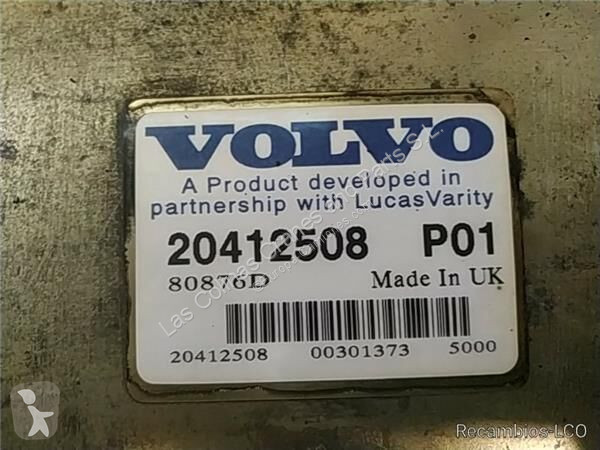 VOLVO
A Product developed in
partnership with LucasVarity
20412508 P01
80876D Made In UK
20412508 00301373 5000
Recambios-LCO